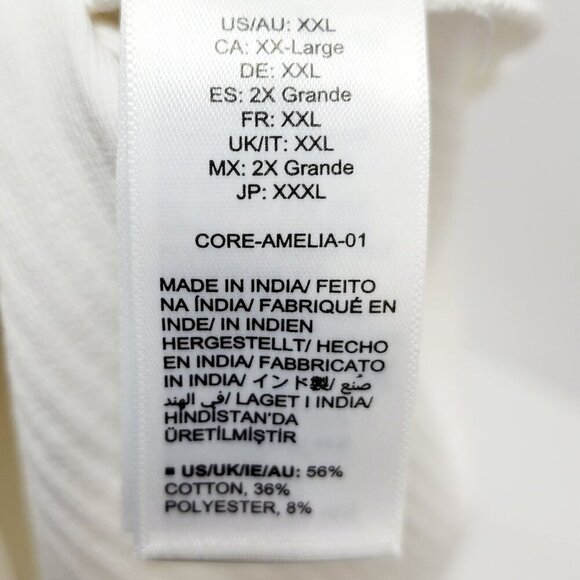 US/AU: XXL
CA: XX-Large
DE: XXL
ES: 2X Grande
FR: XXL
UK/IT: XXL
MX: 2X Grande
JP: XXXL
CORE-AMELIA-01
MADE IN INDIA/ FEITO
NA ÍNDIA/ FABRIQUÉ EN
INDE/ IN INDIEN
HERGESTELLT/ HECHO
EN INDIA/ FABBRICATO
IN INDIA/ インド製/ صُنع
في الهند/ LAGET I INDIA/
HİNDİSTAN'DA
ÜRETİLMİŞTİR
■ US/UK/IE/AU: 56%
COTTON, 36%
POLYESTER, 8%